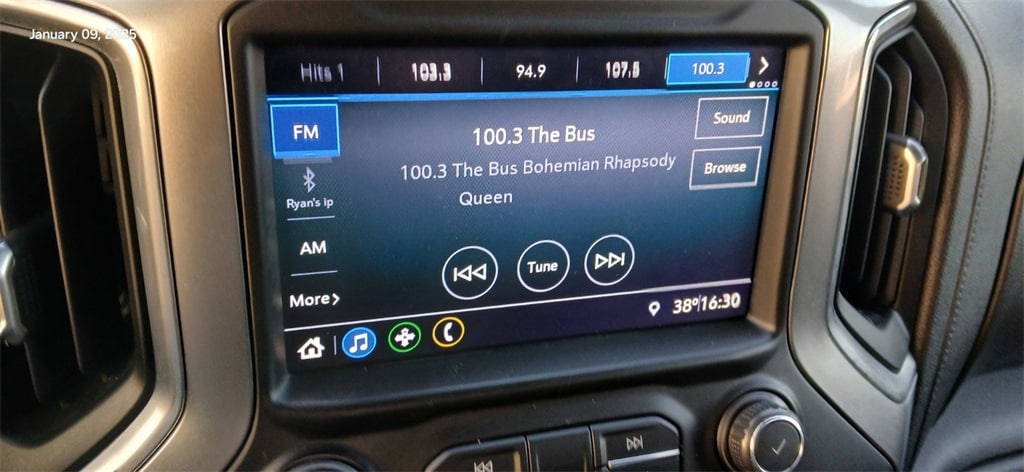 January 09, 2025
Hits 1 103.3 94.9 107.5 100.3
FM
Sound
100.3 The Bus
100.3 The Bus Bohemian Rhapsody
Browse
Queen
Ryan's ip
AM
Tune
More
38° 16:30